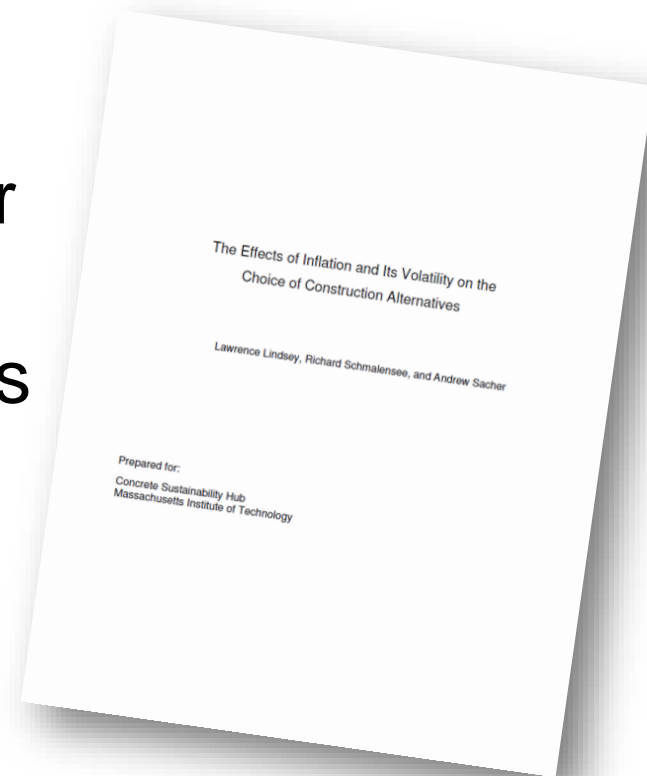 r
s
The Effects of Inflation and Its Volatility on the
Choice of Construction Alternatives
Lawrence Lindsey, Richard Schmalensee, and Andrew Sacher
Prepared for:
Concrete Sustainability Hub
Massachusetts Institute of Technology